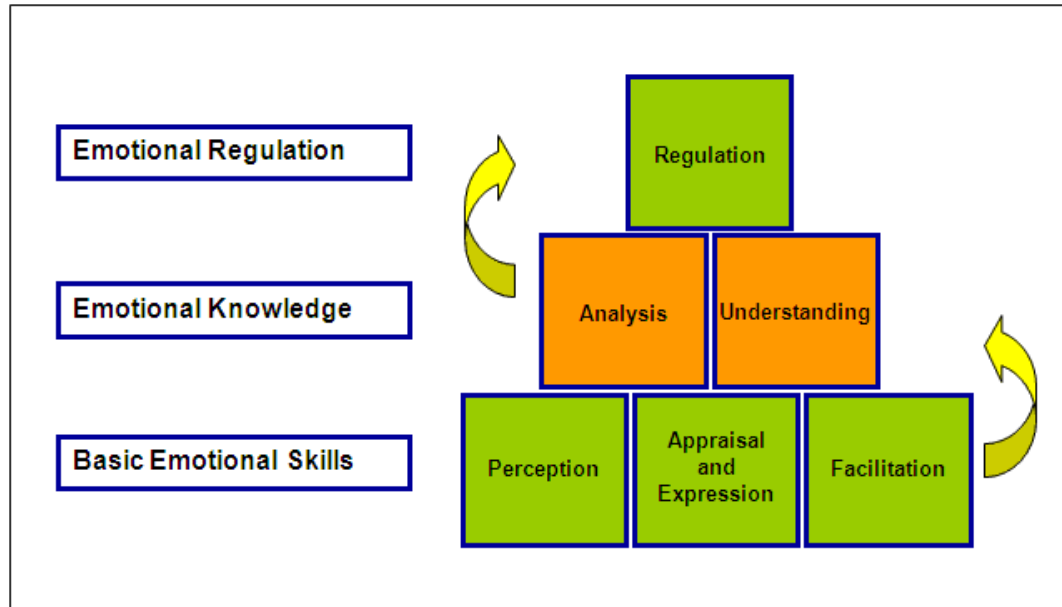 Emotional Regulation
Regulation
Emotional Knowledge
Analysis
Understanding
Basic Emotional Skills
Perception
Appraisal
and
Expression
Facilitation